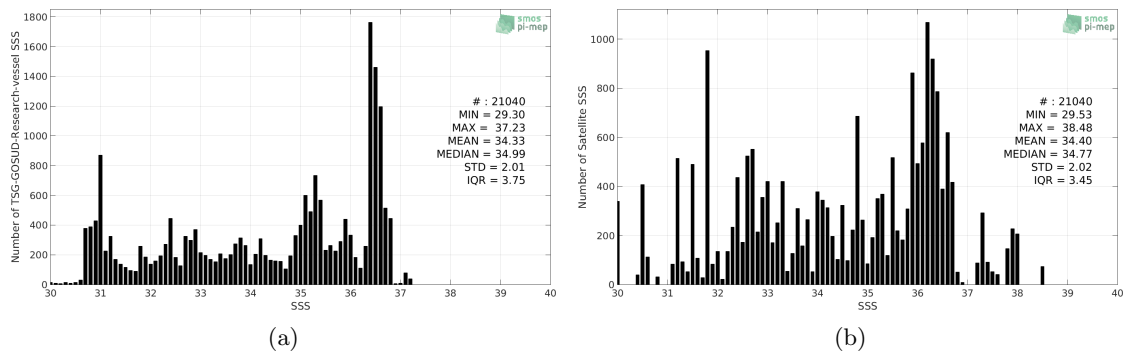 Number of TSG-GOSUD-Research-vessel SSS
1800
1600
1400
1200
1000
800
600
400
200
0
smos
pi-mep
# : 21040
MIN = 29.30
MAX = 37.23
MEAN = 34.33
MEDIAN = 34.99
STD = 2.01
IQR = 3.75
30 31 32 33 34 35 36 37 38 39 40
SSS
(a)
Number of Satellite SSS
1000
800
600
400
200
0
smos
pi-mep
# : 21040
MIN = 29.53
MAX = 38.48
MEAN = 34.40
MEDIAN = 34.77
STD = 2.02
IQR = 3.45
30 31 32 33 34 35 36 37 38 39 40
SSS
(b)